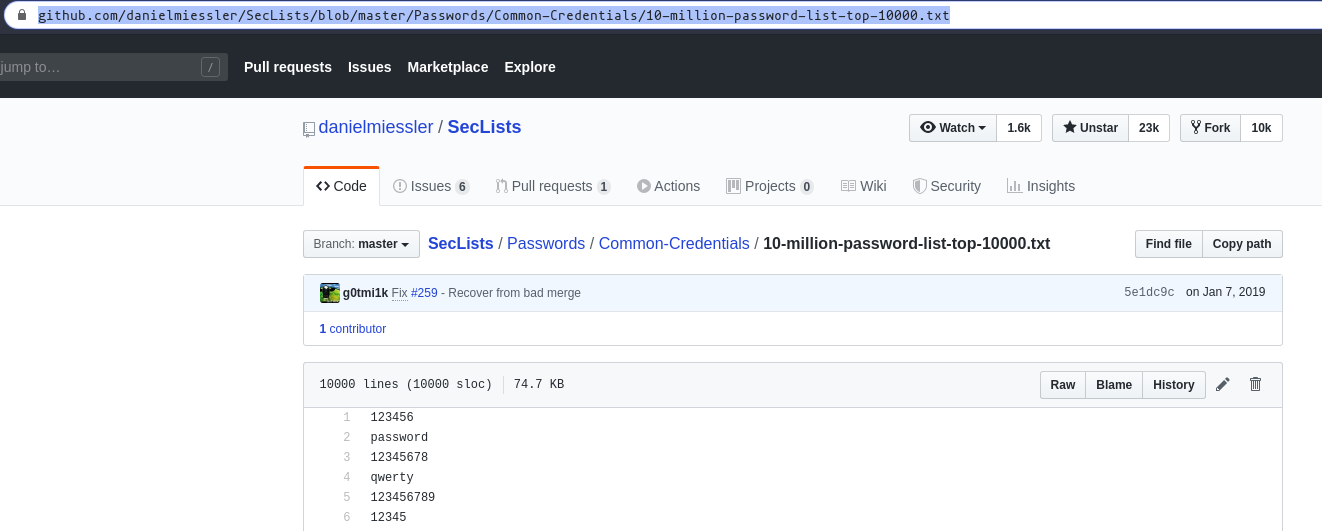 github.com/danielmiessler/SecLists/blob/master/Passwords/Common-Credentials/10-million-password-list-top-10000.txt
jump to… / Pull requests Issues Marketplace Explore
danielmiessler / SecLists Watch 1.6k Unstar 23k Fork 10k
Code Issues 6 Pull requests 1 Actions Projects 0 Wiki Security Insights
Branch: master SecLists / Passwords / Common-Credentials / 10-million-password-list-top-10000.txt Find file Copy path
g0tmi1k Fix #259 - Recover from bad merge 5e1dc9c on Jan 7, 2019
1 contributor
10000 lines (10000 sloc) 74.7 KB Raw Blame History
1 123456
2 password
3 12345678
4 qwerty
5 123456789
6 12345